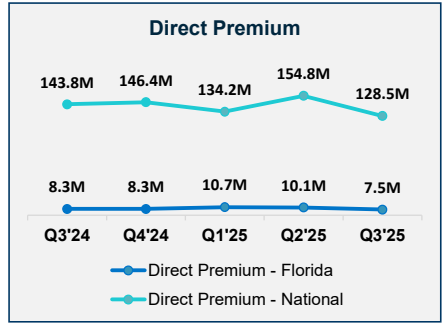 Direct Premium
143.8M 146.4M 134.2M 154.8M 128.5M
8.3M 8.3M 10.7M 10.1M 7.5M
Q3'24 Q4'24 Q1'25 Q2'25 Q3'25
Direct Premium - Florida
Direct Premium - National